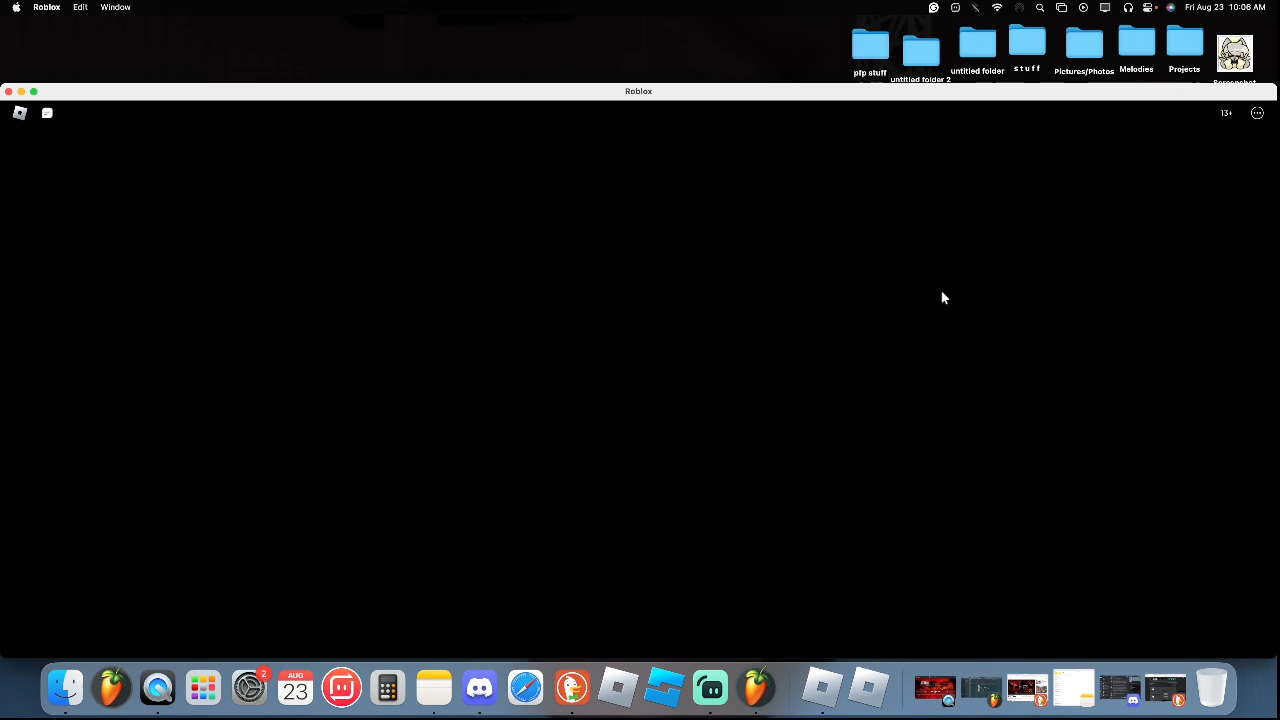 Roblox Edit Window Fri Aug 23 10:06 AM
pfp stuff untitled folder 2 untitled folder s t u f f Pictures/Photos Melodies Projects
Roblox
13+
2
AUG
23